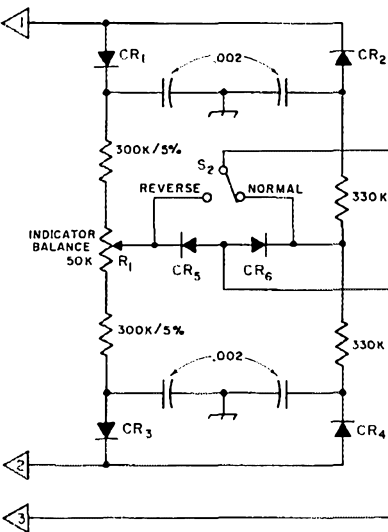 1
CR1
.002
CR2
300K/5%
S2
REVERSE
NORMAL
330K
INDICATOR
BALANCE
50K
R1
CR5
CR6
300K/5%
330K
.002
CR3
CR4
2
3